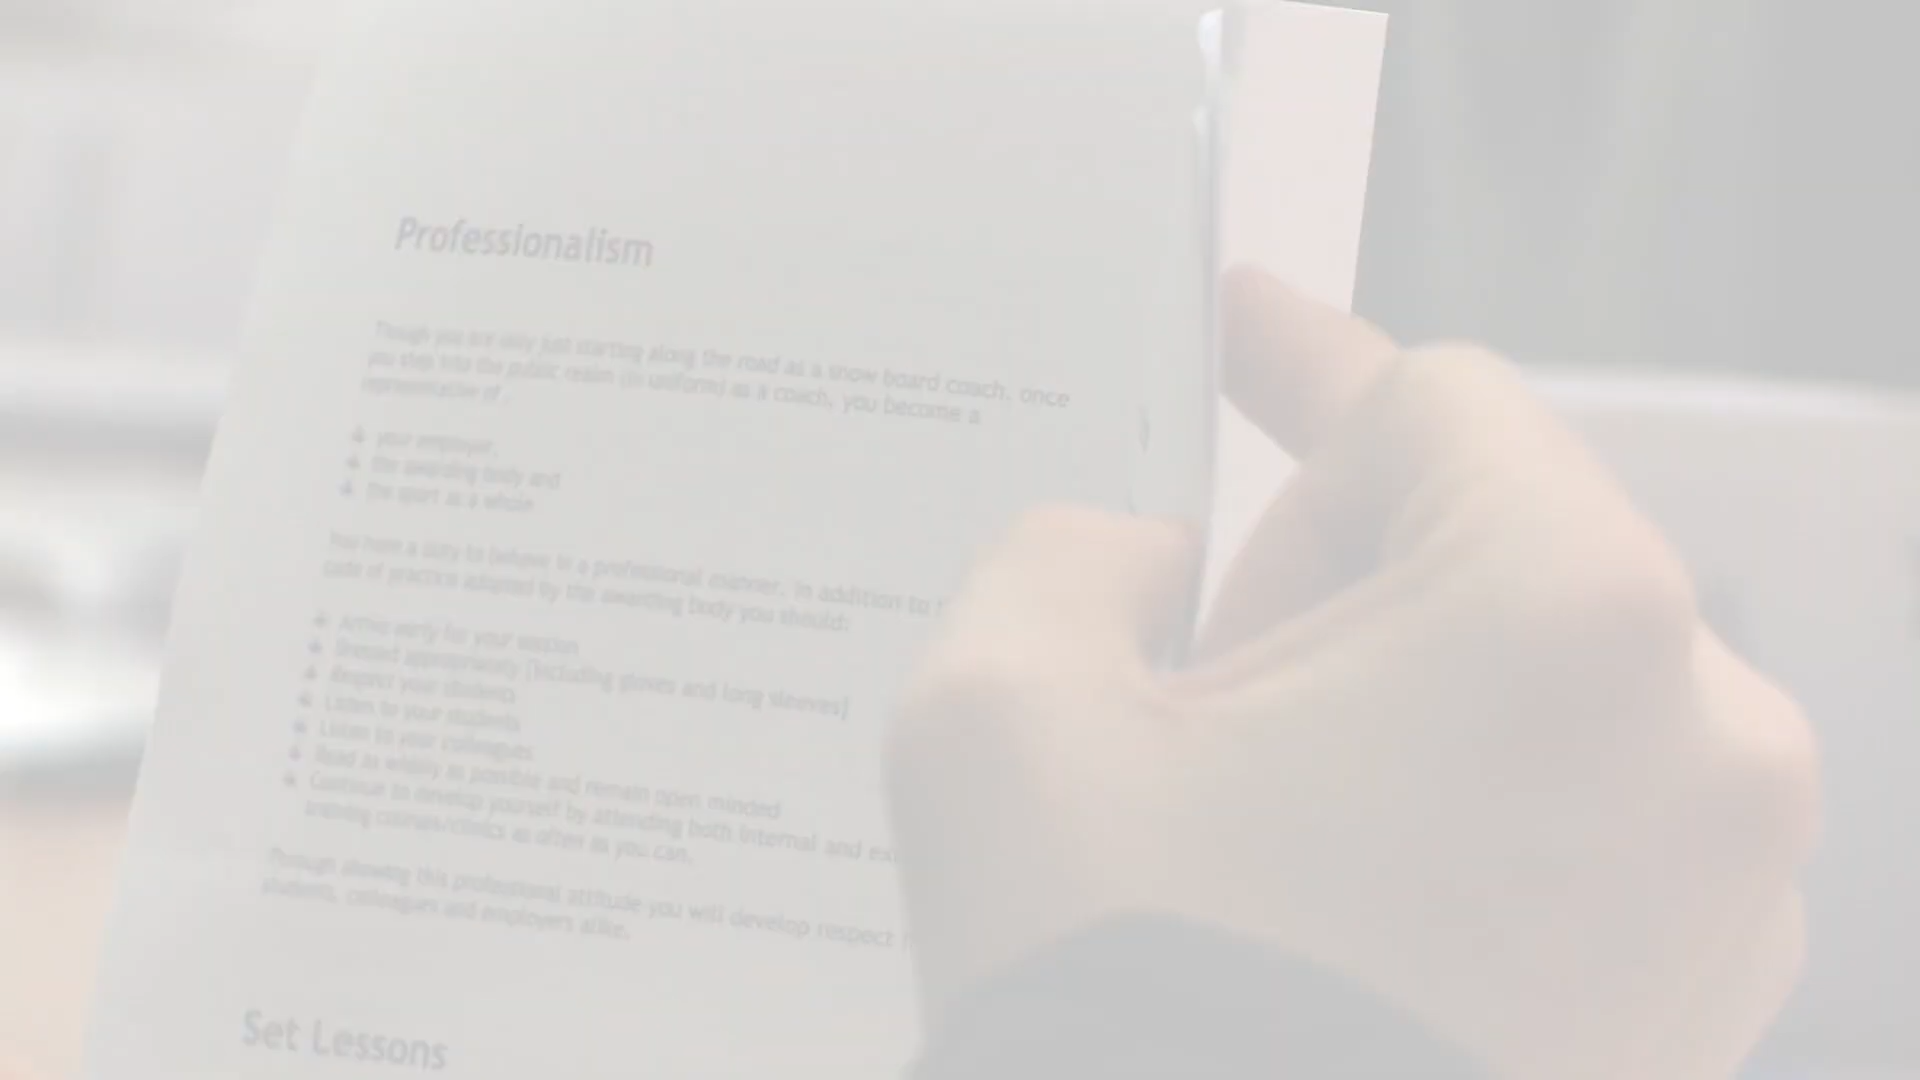 Professionalism
Though you are only just starting along the road as a snow board coach, once
you step into the public realm (in uniform) as a coach, you become a
representative of
your employer,
the awarding body and
the sport as a whole
You have a duty to behave in a professional manner, in addition to
code of practice adopted by the awarding body you should:
Arrive early for your session
Dressed appropriately [including gloves and long sleeves]
Respect your students
Listen to your students
Listen to your colleagues
Read as widely as possible and remain open minded
Continue to develop yourself by attending both internal and
training courses/clinics as often as you can.
Through showing this professional attitude you will develop respect
students, colleagues and employers alike.
Set Lessons